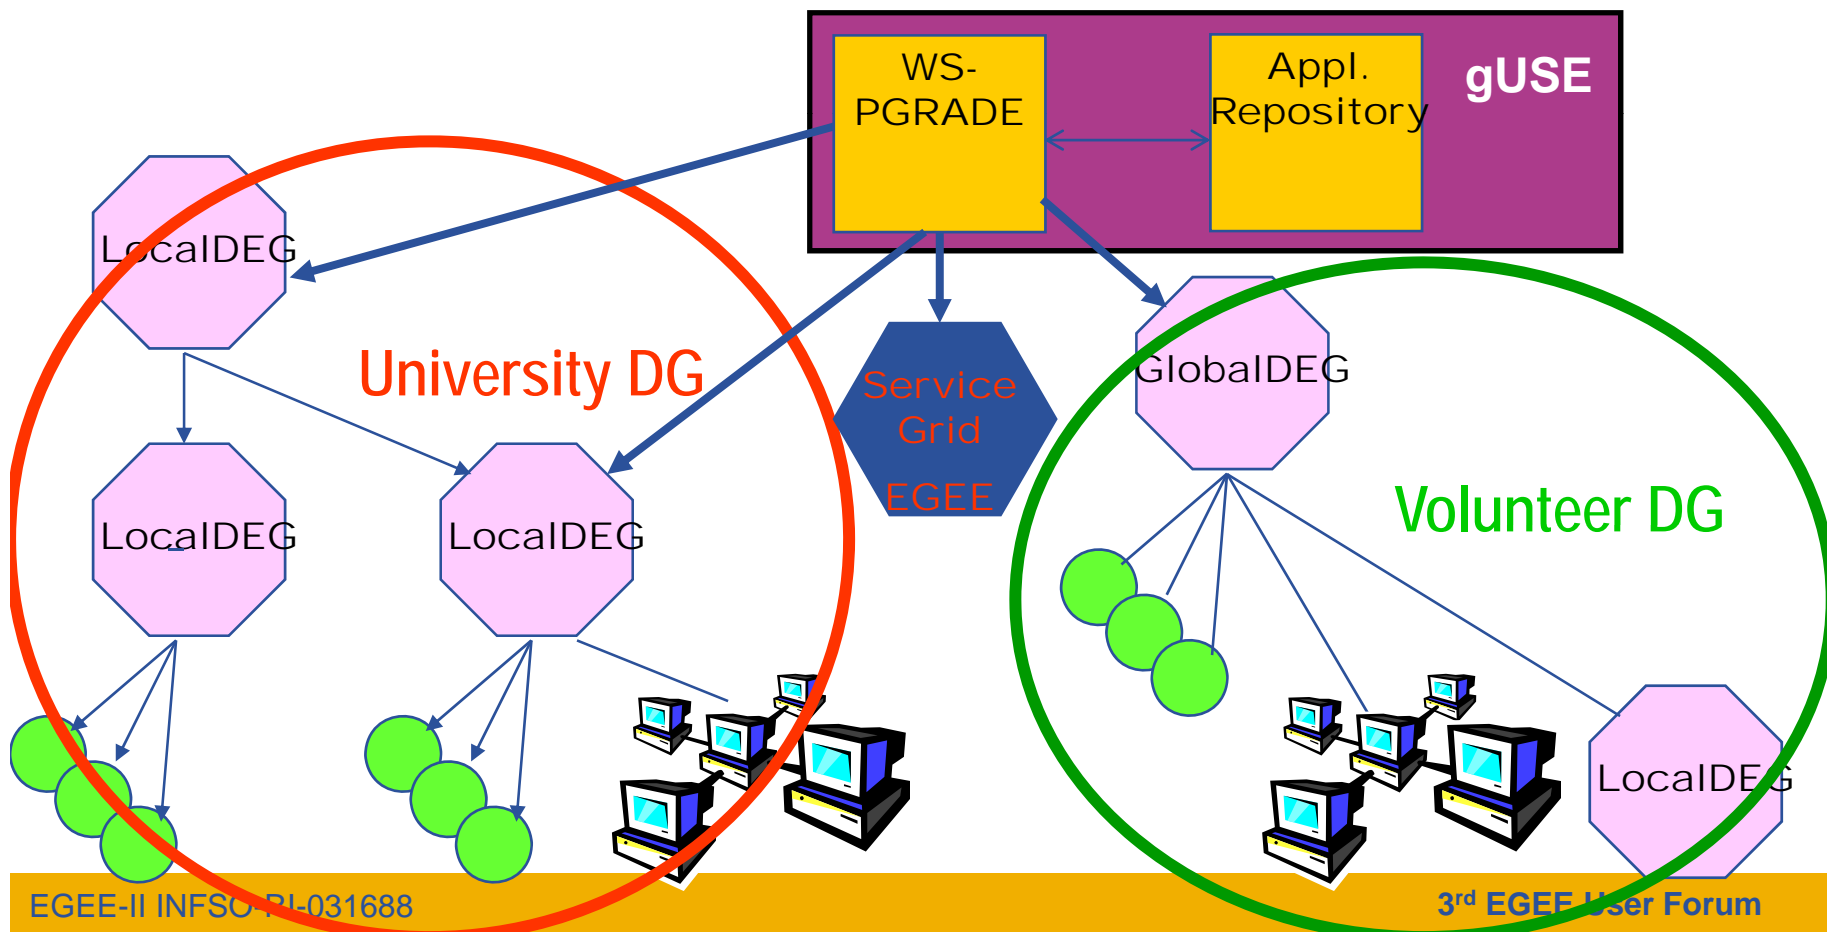 WS-
PGRADE
Appl.
Repository
gUSE
LocalDEG
University DG
Service
Grid
EGEE
GlobalDEG
Volunteer DG
LocalDEG
LocalDEG
LocalDEG
EGEE-II INFSO-RI-031688
3rd EGEE User Forum